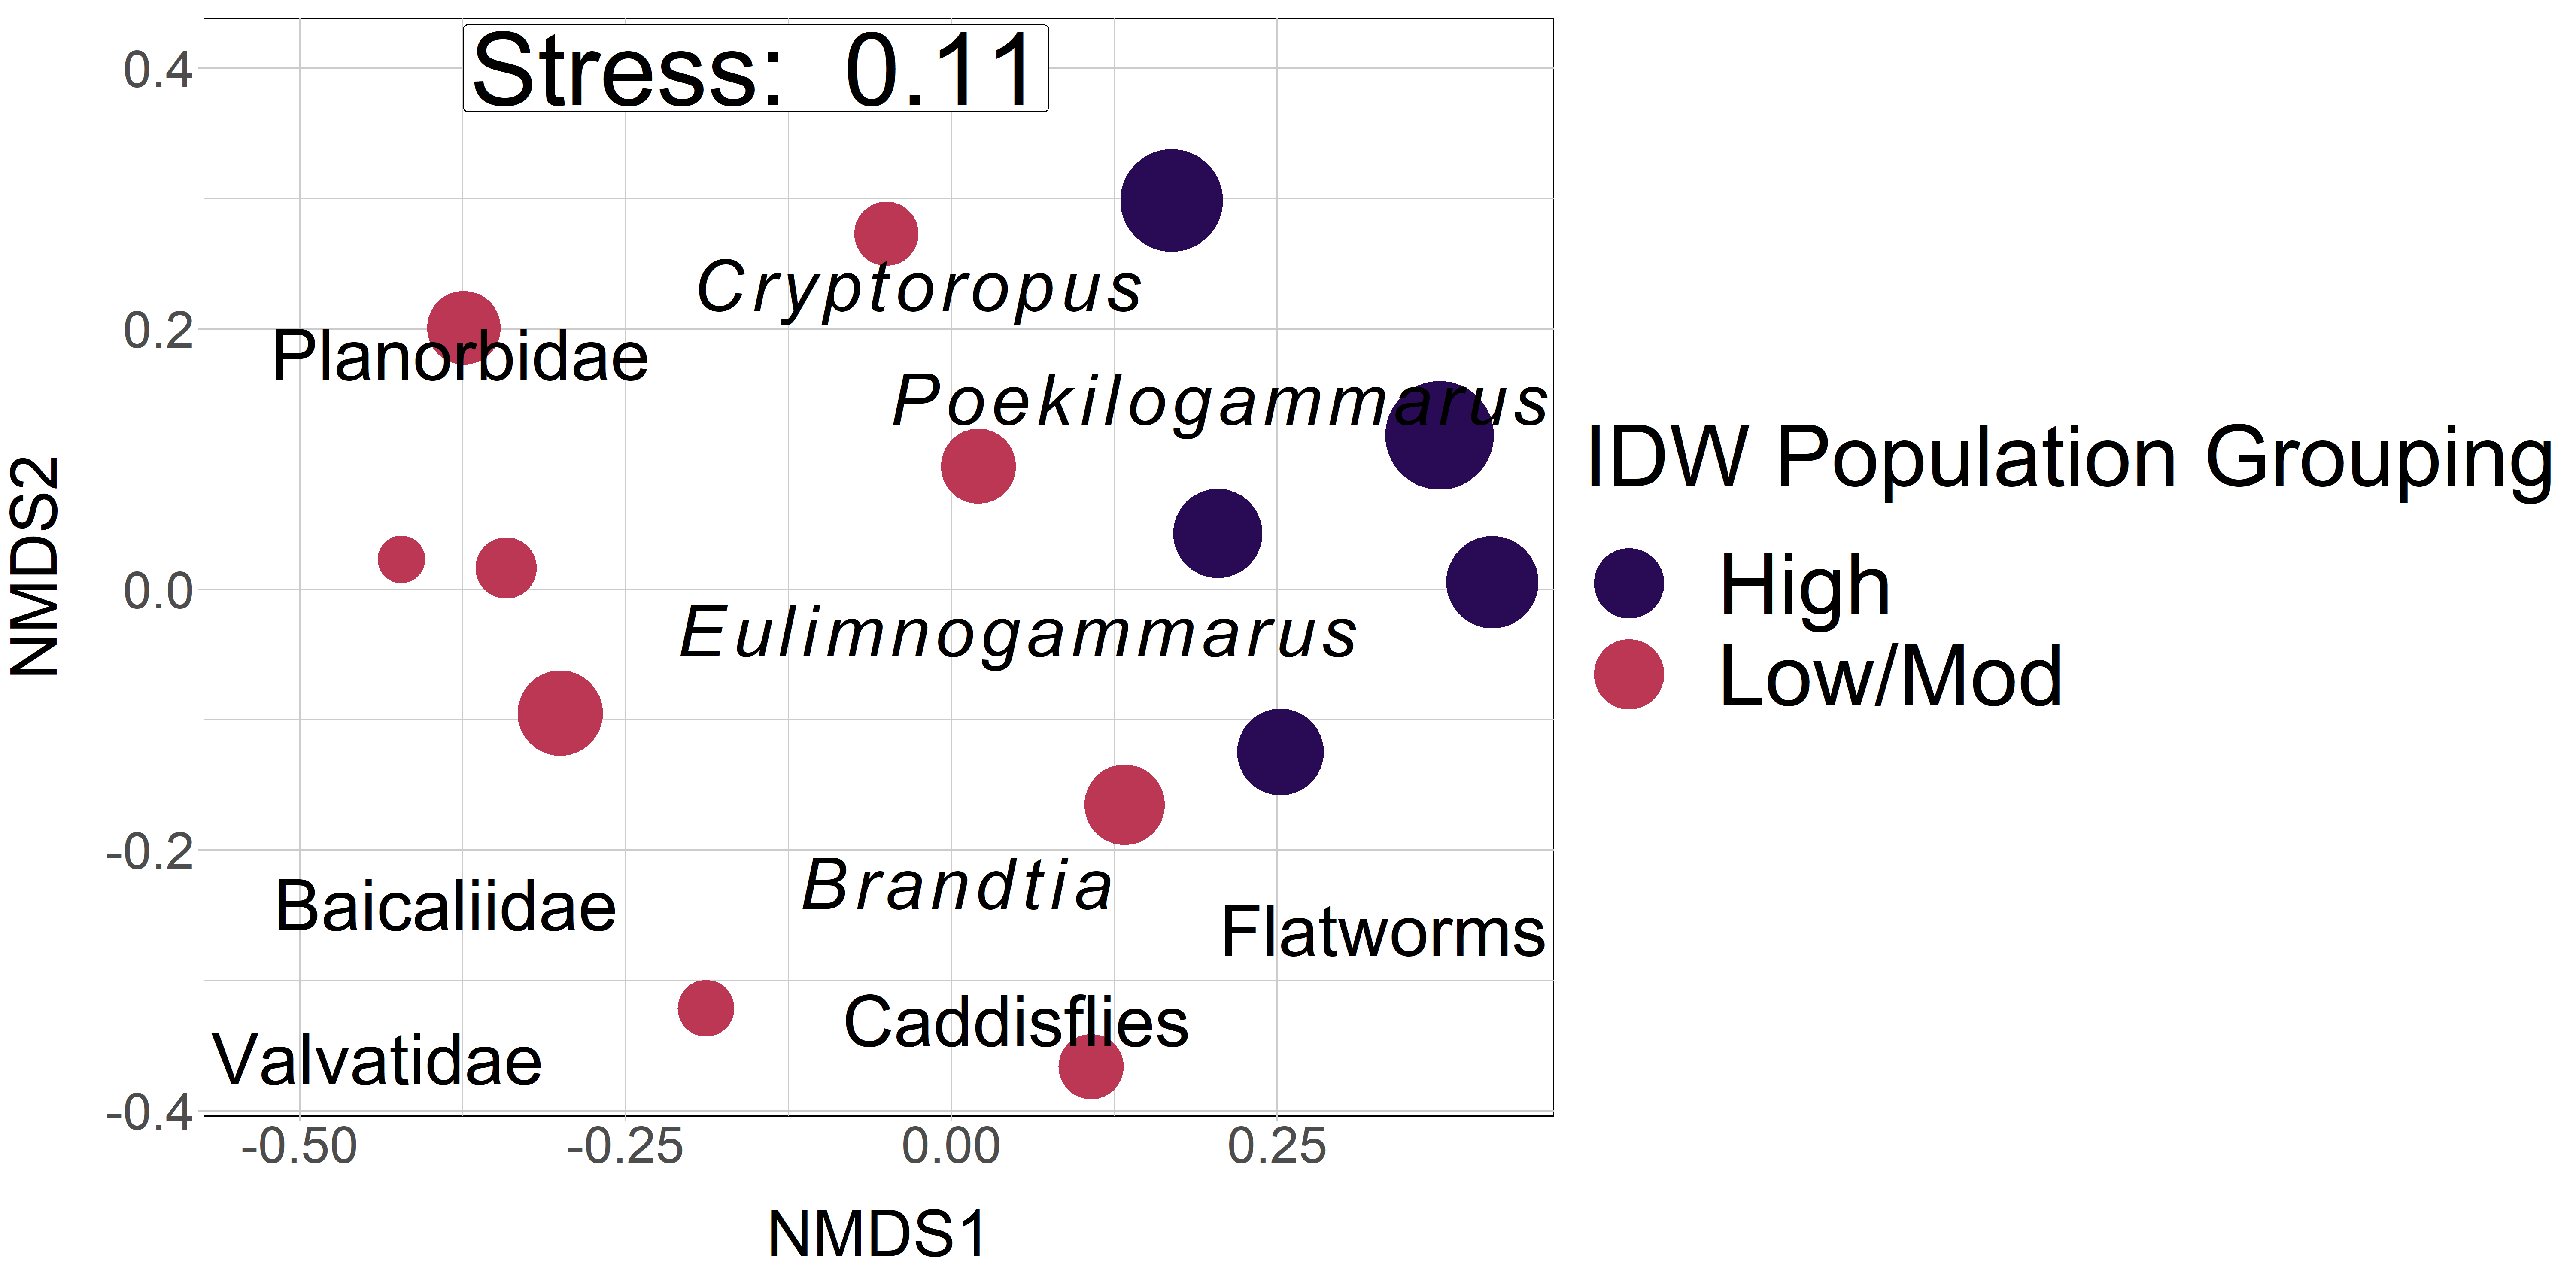 Stress:  0.11
0.4
Cryptoropus
0.2
Planorbidae
Poekilogammarus
NMDS2
IDW Population Grouping
High
Low/Mod
0.0
Eulimnogammarus
-0.2
Brandtia
Baicaliidae
Flatworms
Caddisflies
Valvatidae
-0.4
-0.50 -0.25 0.00 0.25
NMDS1